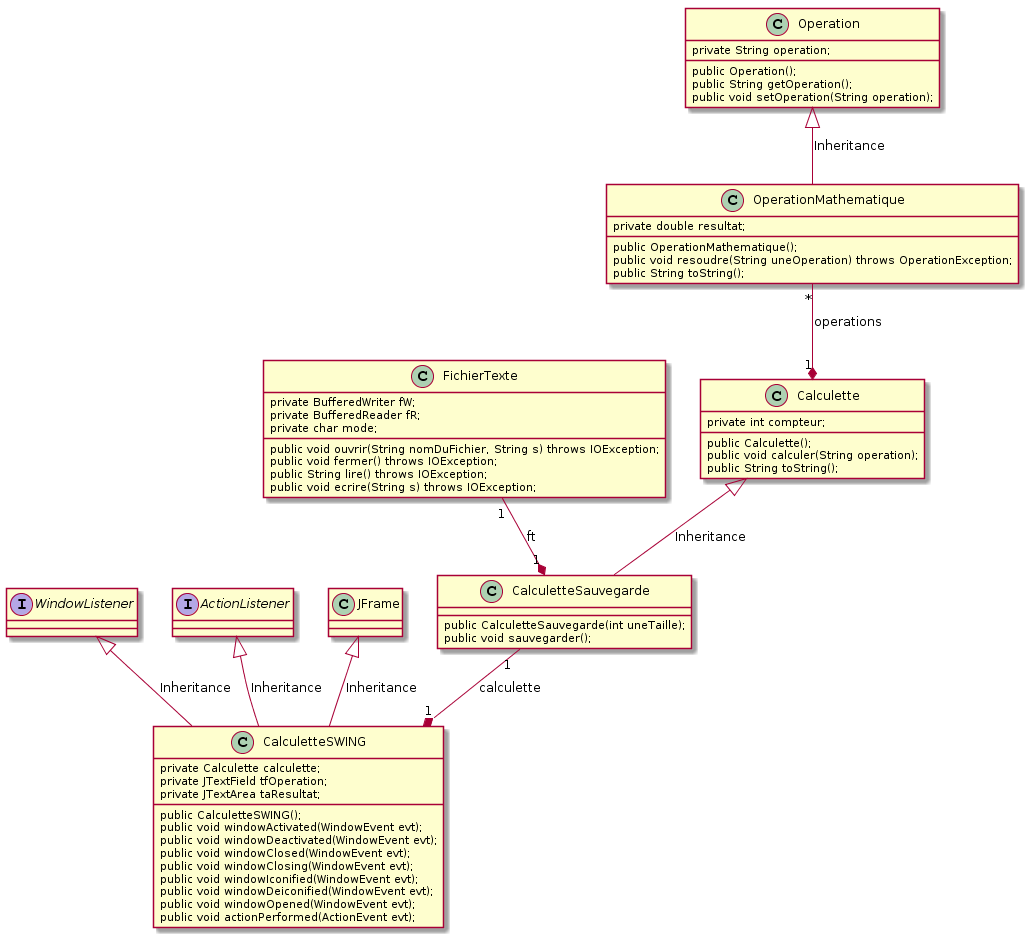 C Operation
private String operation;
public Operation();
public String getOperation();
public void setOperation(String operation);
Inheritance
C OperationMathematique
private double resultat;
public OperationMathematique();
public void resoudre(String uneOperation) throws OperationException;
public String toString();
*
operations
1
C FichierTexte
private BufferedWriter fW;
private BufferedReader fR;
private char mode;
public void ouvrir(String nomDuFichier, String s) throws IOException;
public void fermer() throws IOException;
public String lire() throws IOException;
public void ecrire(String s) throws IOException;
C Calculette
private int compteur;
public Calculette();
public void calculer(String operation);
public String toString();
1
ft
1
Inheritance
I WindowListener
I ActionListener
C JFrame
C CalculetteSauvegarde
public CalculetteSauvegarde(int uneTaille);
public void sauvegarder();
Inheritance
Inheritance
Inheritance
1
calculette
1
C CalculetteSWING
private Calculette calculette;
private JTextField tfOperation;
private JTextArea taResultat;
public CalculetteSWING();
public void windowActivated(WindowEvent evt);
public void windowDeactivated(WindowEvent evt);
public void windowClosed(WindowEvent evt);
public void windowClosing(WindowEvent evt);
public void windowIconified(WindowEvent evt);
public void windowDeiconified(WindowEvent evt);
public void windowOpened(WindowEvent evt);
public void actionPerformed(ActionEvent evt);